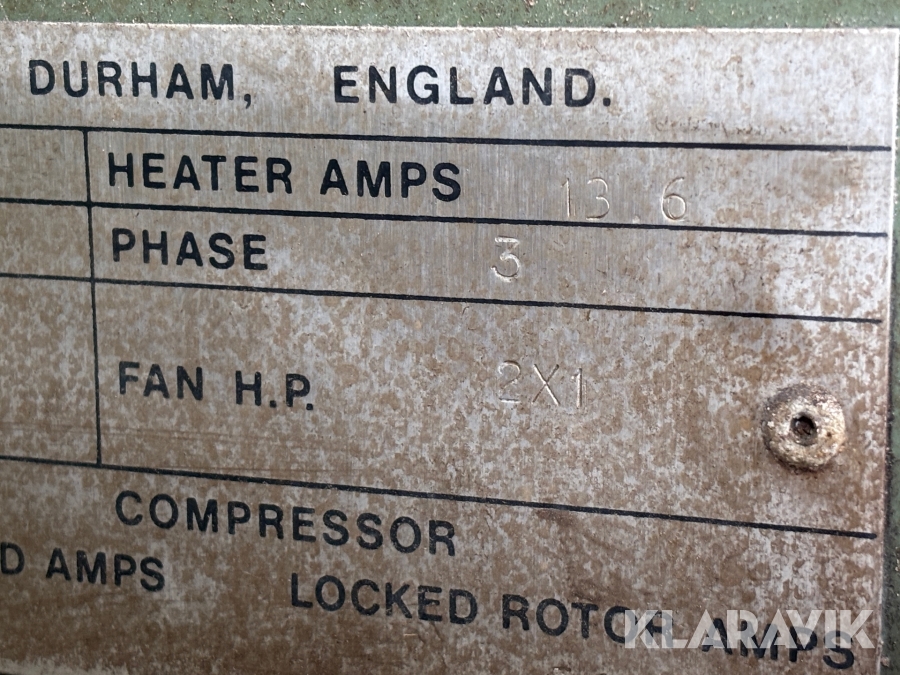 DURHAM, ENGLAND.
HEATER AMPS 13.6
PHASE 3
FAN H.P. 2X1
COMPRESSOR
D AMPS LOCKED ROTOR AMPS
KLARAVIK